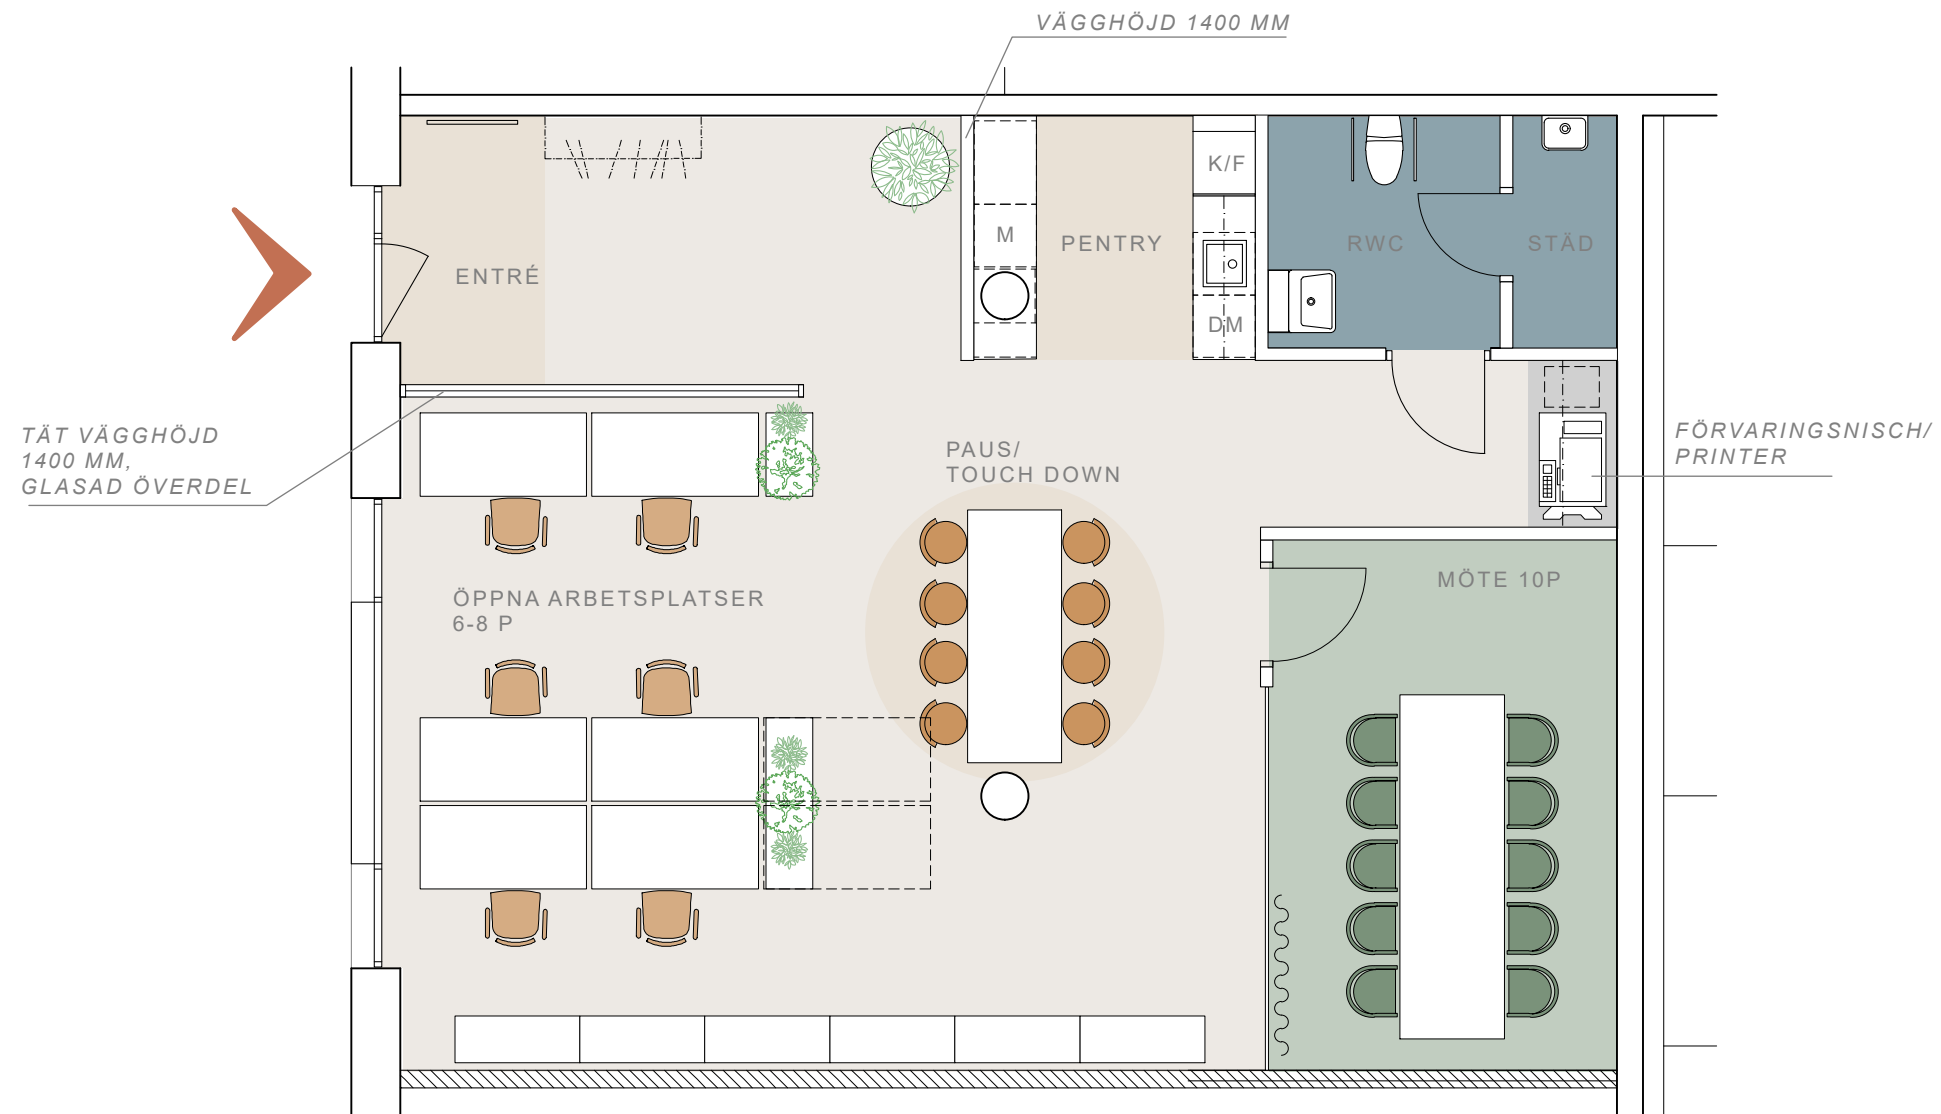 VÄGGHÖJD 1400 MM
K/F
M
PENTRY
RWC
STÄD
ENTRÉ
DM
TÄT VÄGGHÖJD
1400 MM,
GLASAD ÖVERDEL
PAUS/
TOUCH DOWN
FÖRVARINGSNISCH/
PRINTER
MÖTE 10P
ÖPPNA ARBETSPLATSER
6-8 P